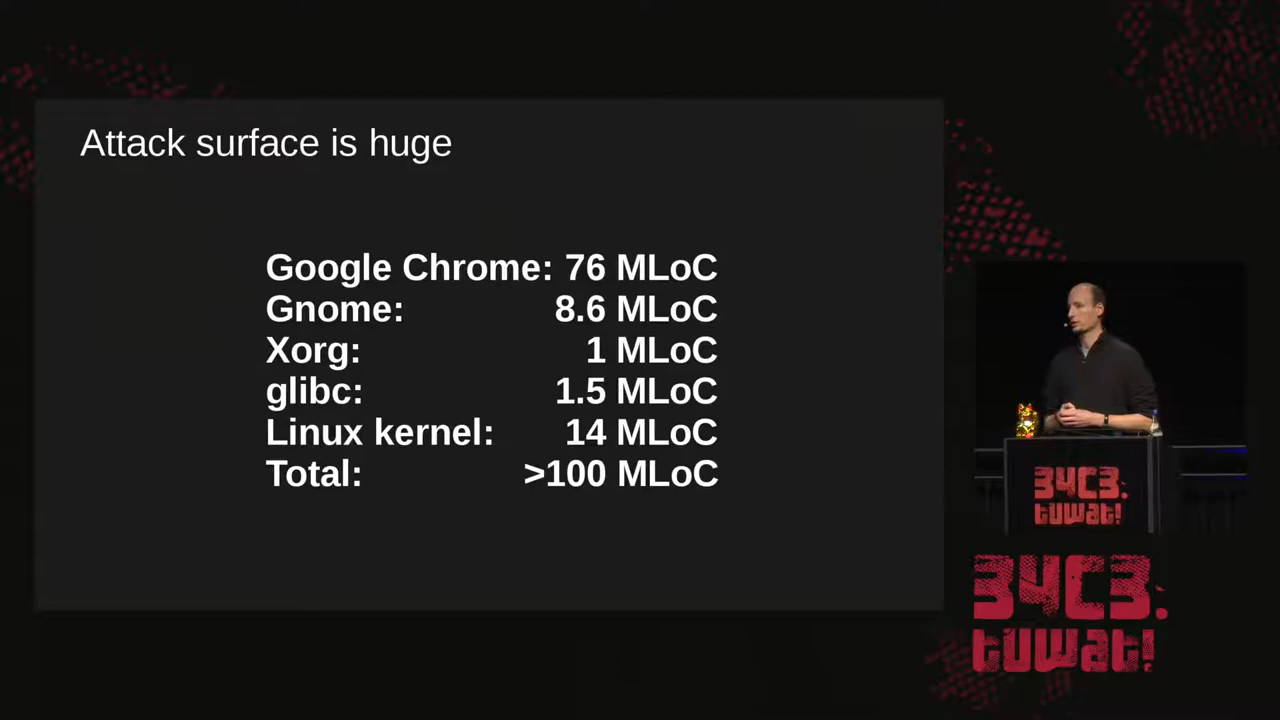 Attack surface is huge
Google Chrome: 76 MLoC
Gnome: 8.6 MLoC
Xorg: 1 MLoC
glibc: 1.5 MLoC
Linux kernel: 14 MLoC
Total: >100 MLoC
34C3.
tuwat!
34C3.
tuwat!